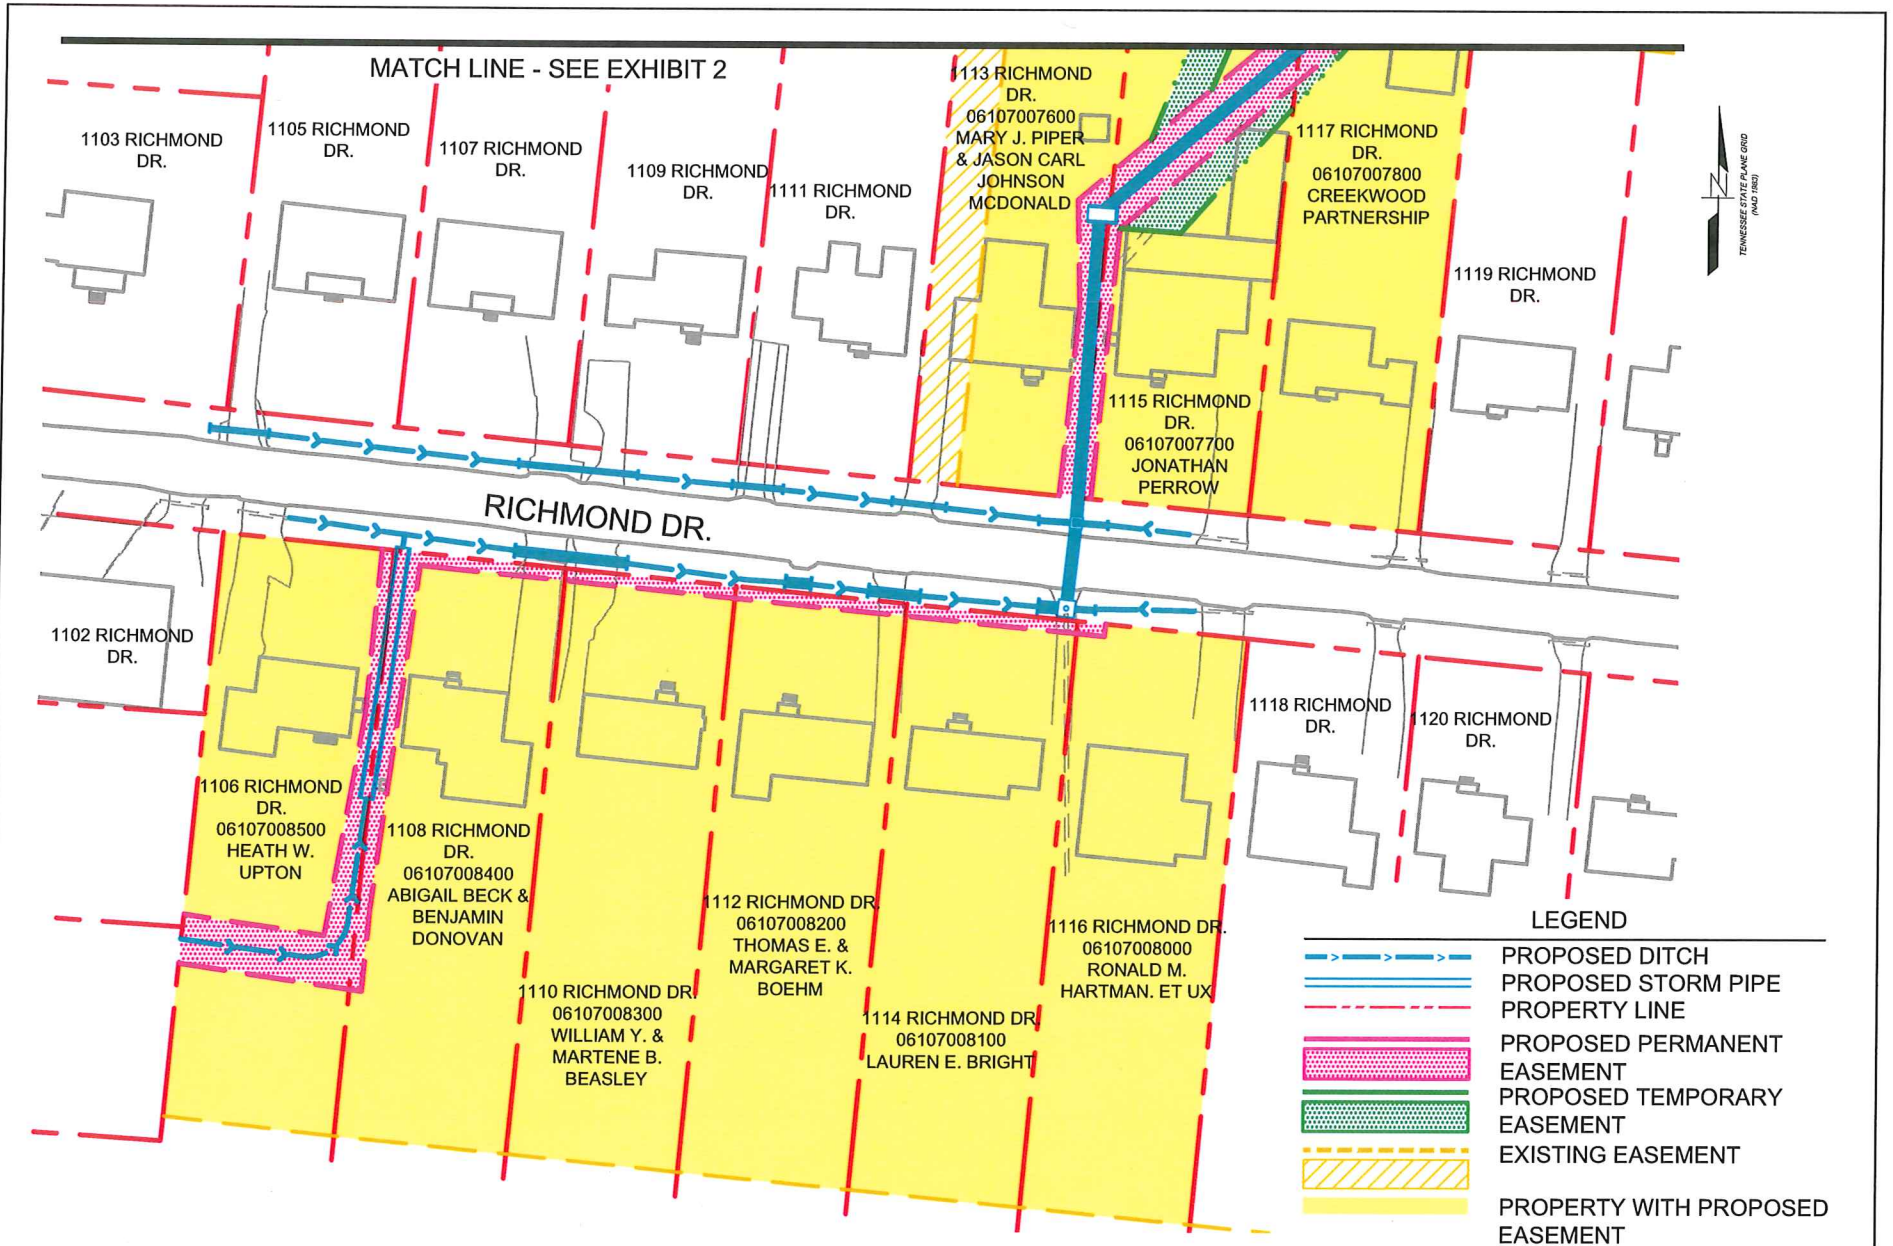 MATCH LINE - SEE EXHIBIT 2
1103 RICHMOND
DR.
1105 RICHMOND
DR.
1107 RICHMOND
DR.
1109 RICHMOND
DR.
1111 RICHMOND
DR.
1113 RICHMOND
DR.
06107007600
MARY J. PIPER
& JASON CARL
JOHNSON
MCDONALD
1117 RICHMOND
DR.
06107007800
CREEKWOOD
PARTNERSHIP
1119 RICHMOND
DR.
N
TENNESSEE STATE PLANE GRID
(NAD 1983)
1115 RICHMOND
DR.
06107007700
JONATHAN
PERROW
RICHMOND DR.
1102 RICHMOND
DR.
1106 RICHMOND
DR.
06107008500
HEATH W.
UPTON
1108 RICHMOND
DR.
06107008400
ABIGAIL BECK &
BENJAMIN
DONOVAN
1110 RICHMOND DR.
06107008300
WILLIAM Y. &
MARTENE B.
BEASLEY
1112 RICHMOND DR.
06107008200
THOMAS E. &
MARGARET K.
BOEHM
1114 RICHMOND DR.
06107008100
LAUREN E. BRIGHT
1116 RICHMOND DR.
06107008000
RONALD M.
HARTMAN. ET UX
1118 RICHMOND
DR.
1120 RICHMOND
DR.
LEGEND
PROPOSED DITCH
PROPOSED STORM PIPE
PROPERTY LINE
PROPOSED PERMANENT
EASEMENT
PROPOSED TEMPORARY
EASEMENT
EXISTING EASEMENT
PROPERTY WITH PROPOSED
EASEMENT